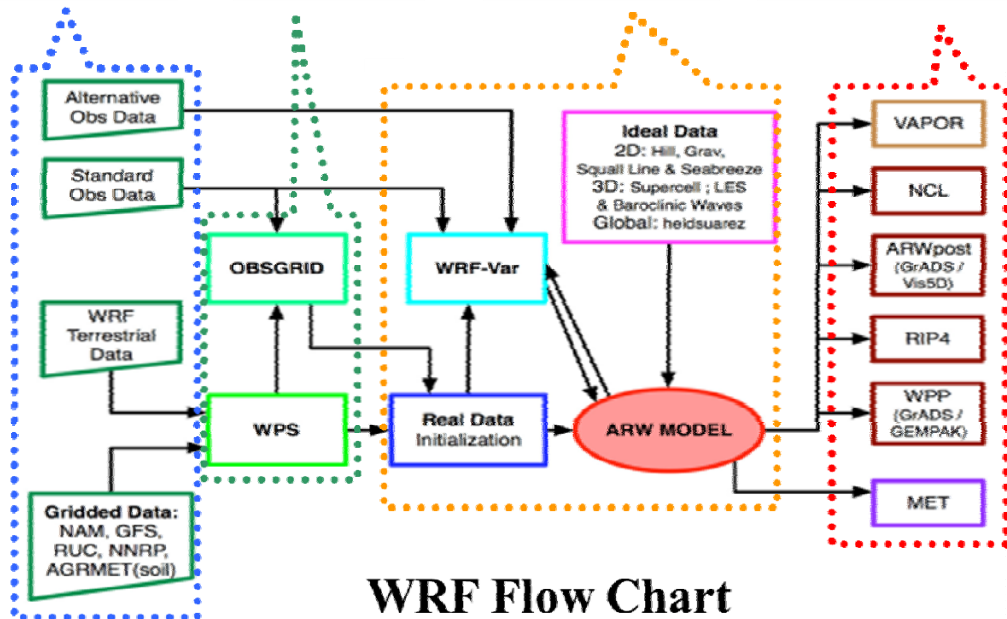 Alternative
Obs Data
Standard
Obs Data
WRF
Terrestrial
Data
Gridded Data:
NAM, GFS,
RUC, NNRP,
AGRMET(soil)
OBSGRID
WPS
WRF-Var
Real Data
Initialization
Ideal Data
2D: Hill, Grav,
Squall Line & Seabreeze
3D: Supercell ; LES
& Baroclinic Waves
Global: heldsuarez
ARW MODEL
VAPOR
NCL
ARWpost
(GrADS /
Vis5D)
RIP4
WPP
(GrADS /
GEMPAK)
MET
WRF Flow Chart